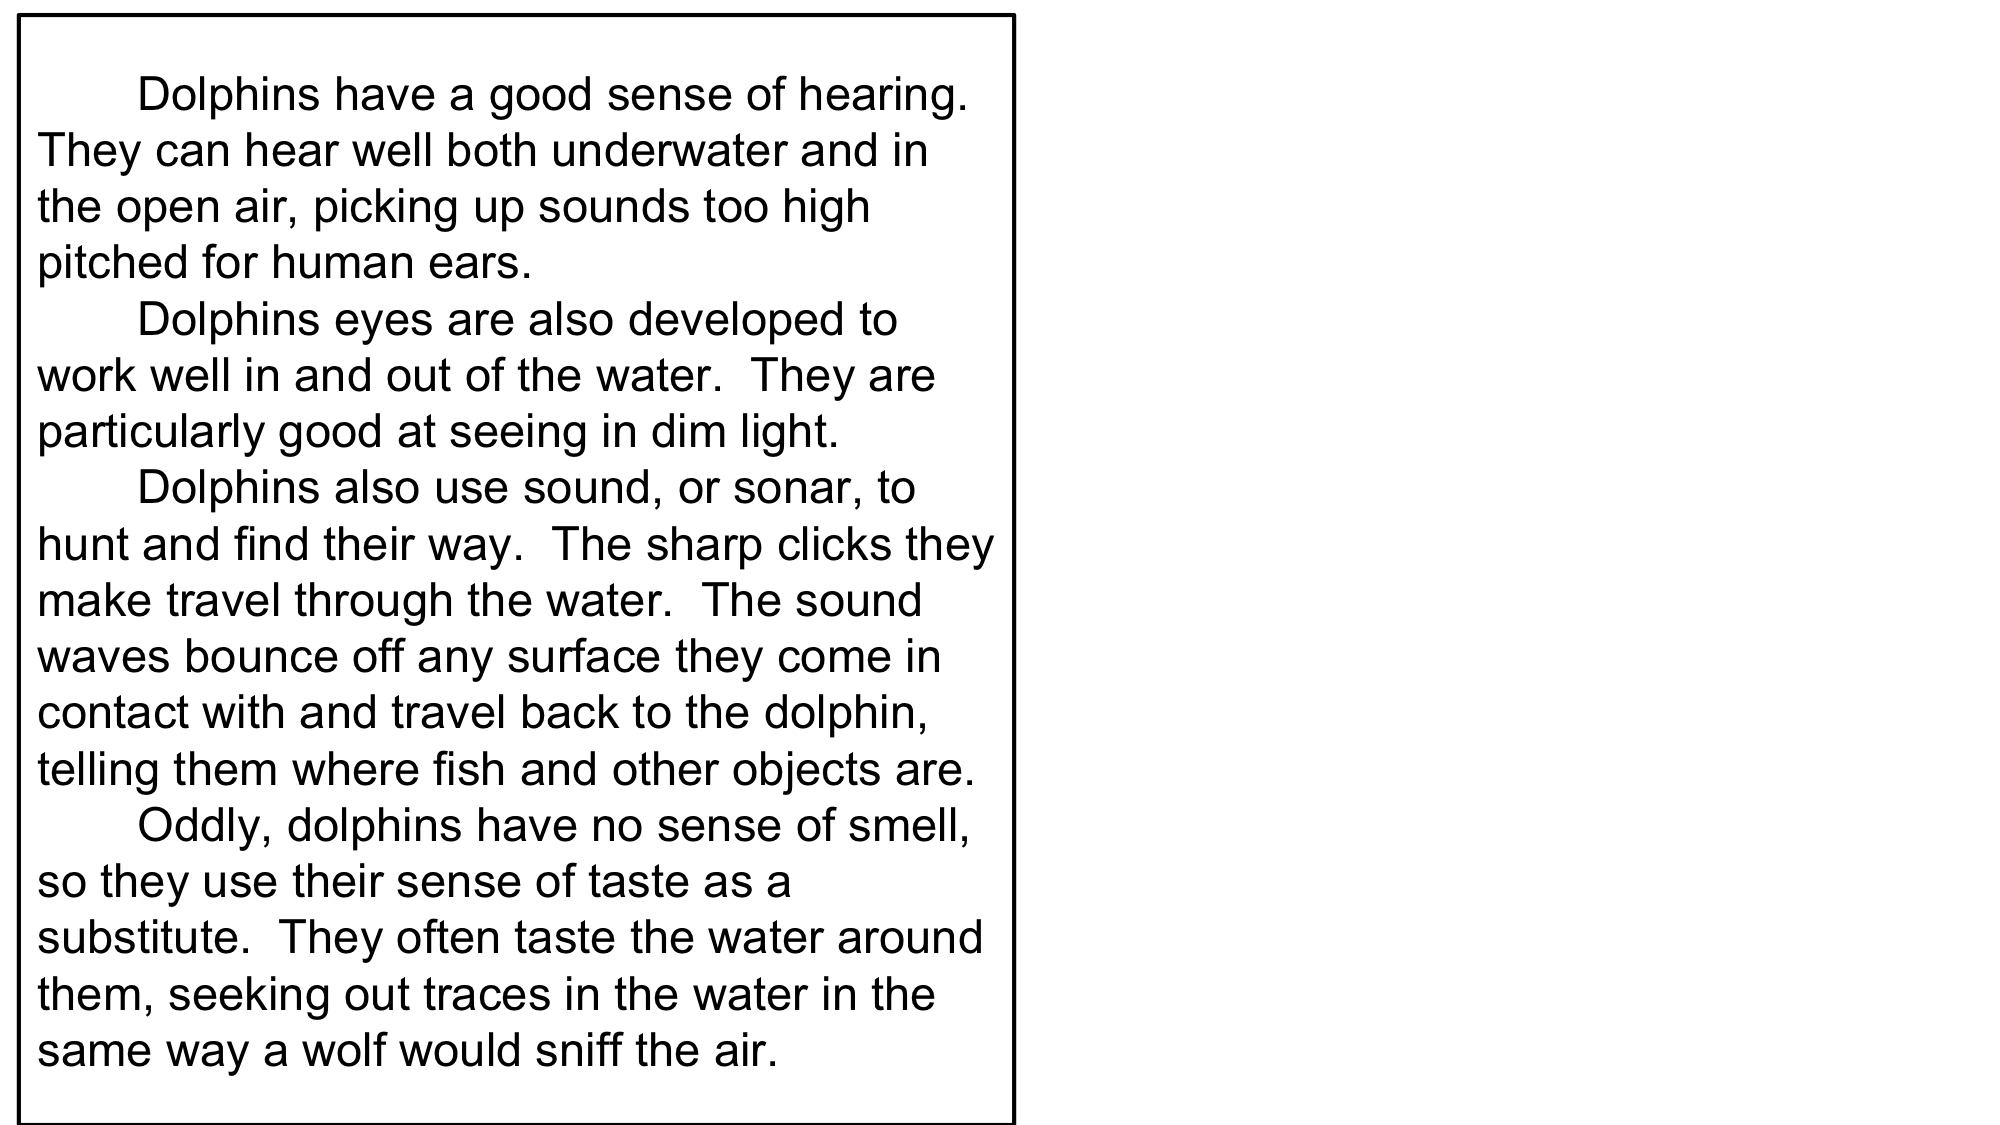 Dolphins have a good sense of hearing.
They can hear well both underwater and in
the open air, picking up sounds too high
pitched for human ears.
Dolphins eyes are also developed to
work well in and out of the water.  They are
particularly good at seeing in dim light.
Dolphins also use sound, or sonar, to
hunt and find their way.  The sharp clicks they
make travel through the water.  The sound
waves bounce off any surface they come in
contact with and travel back to the dolphin,
telling them where fish and other objects are.
Oddly, dolphins have no sense of smell,
so they use their sense of taste as a
substitute.  They often taste the water around
them, seeking out traces in the water in the
same way a wolf would sniff the air.